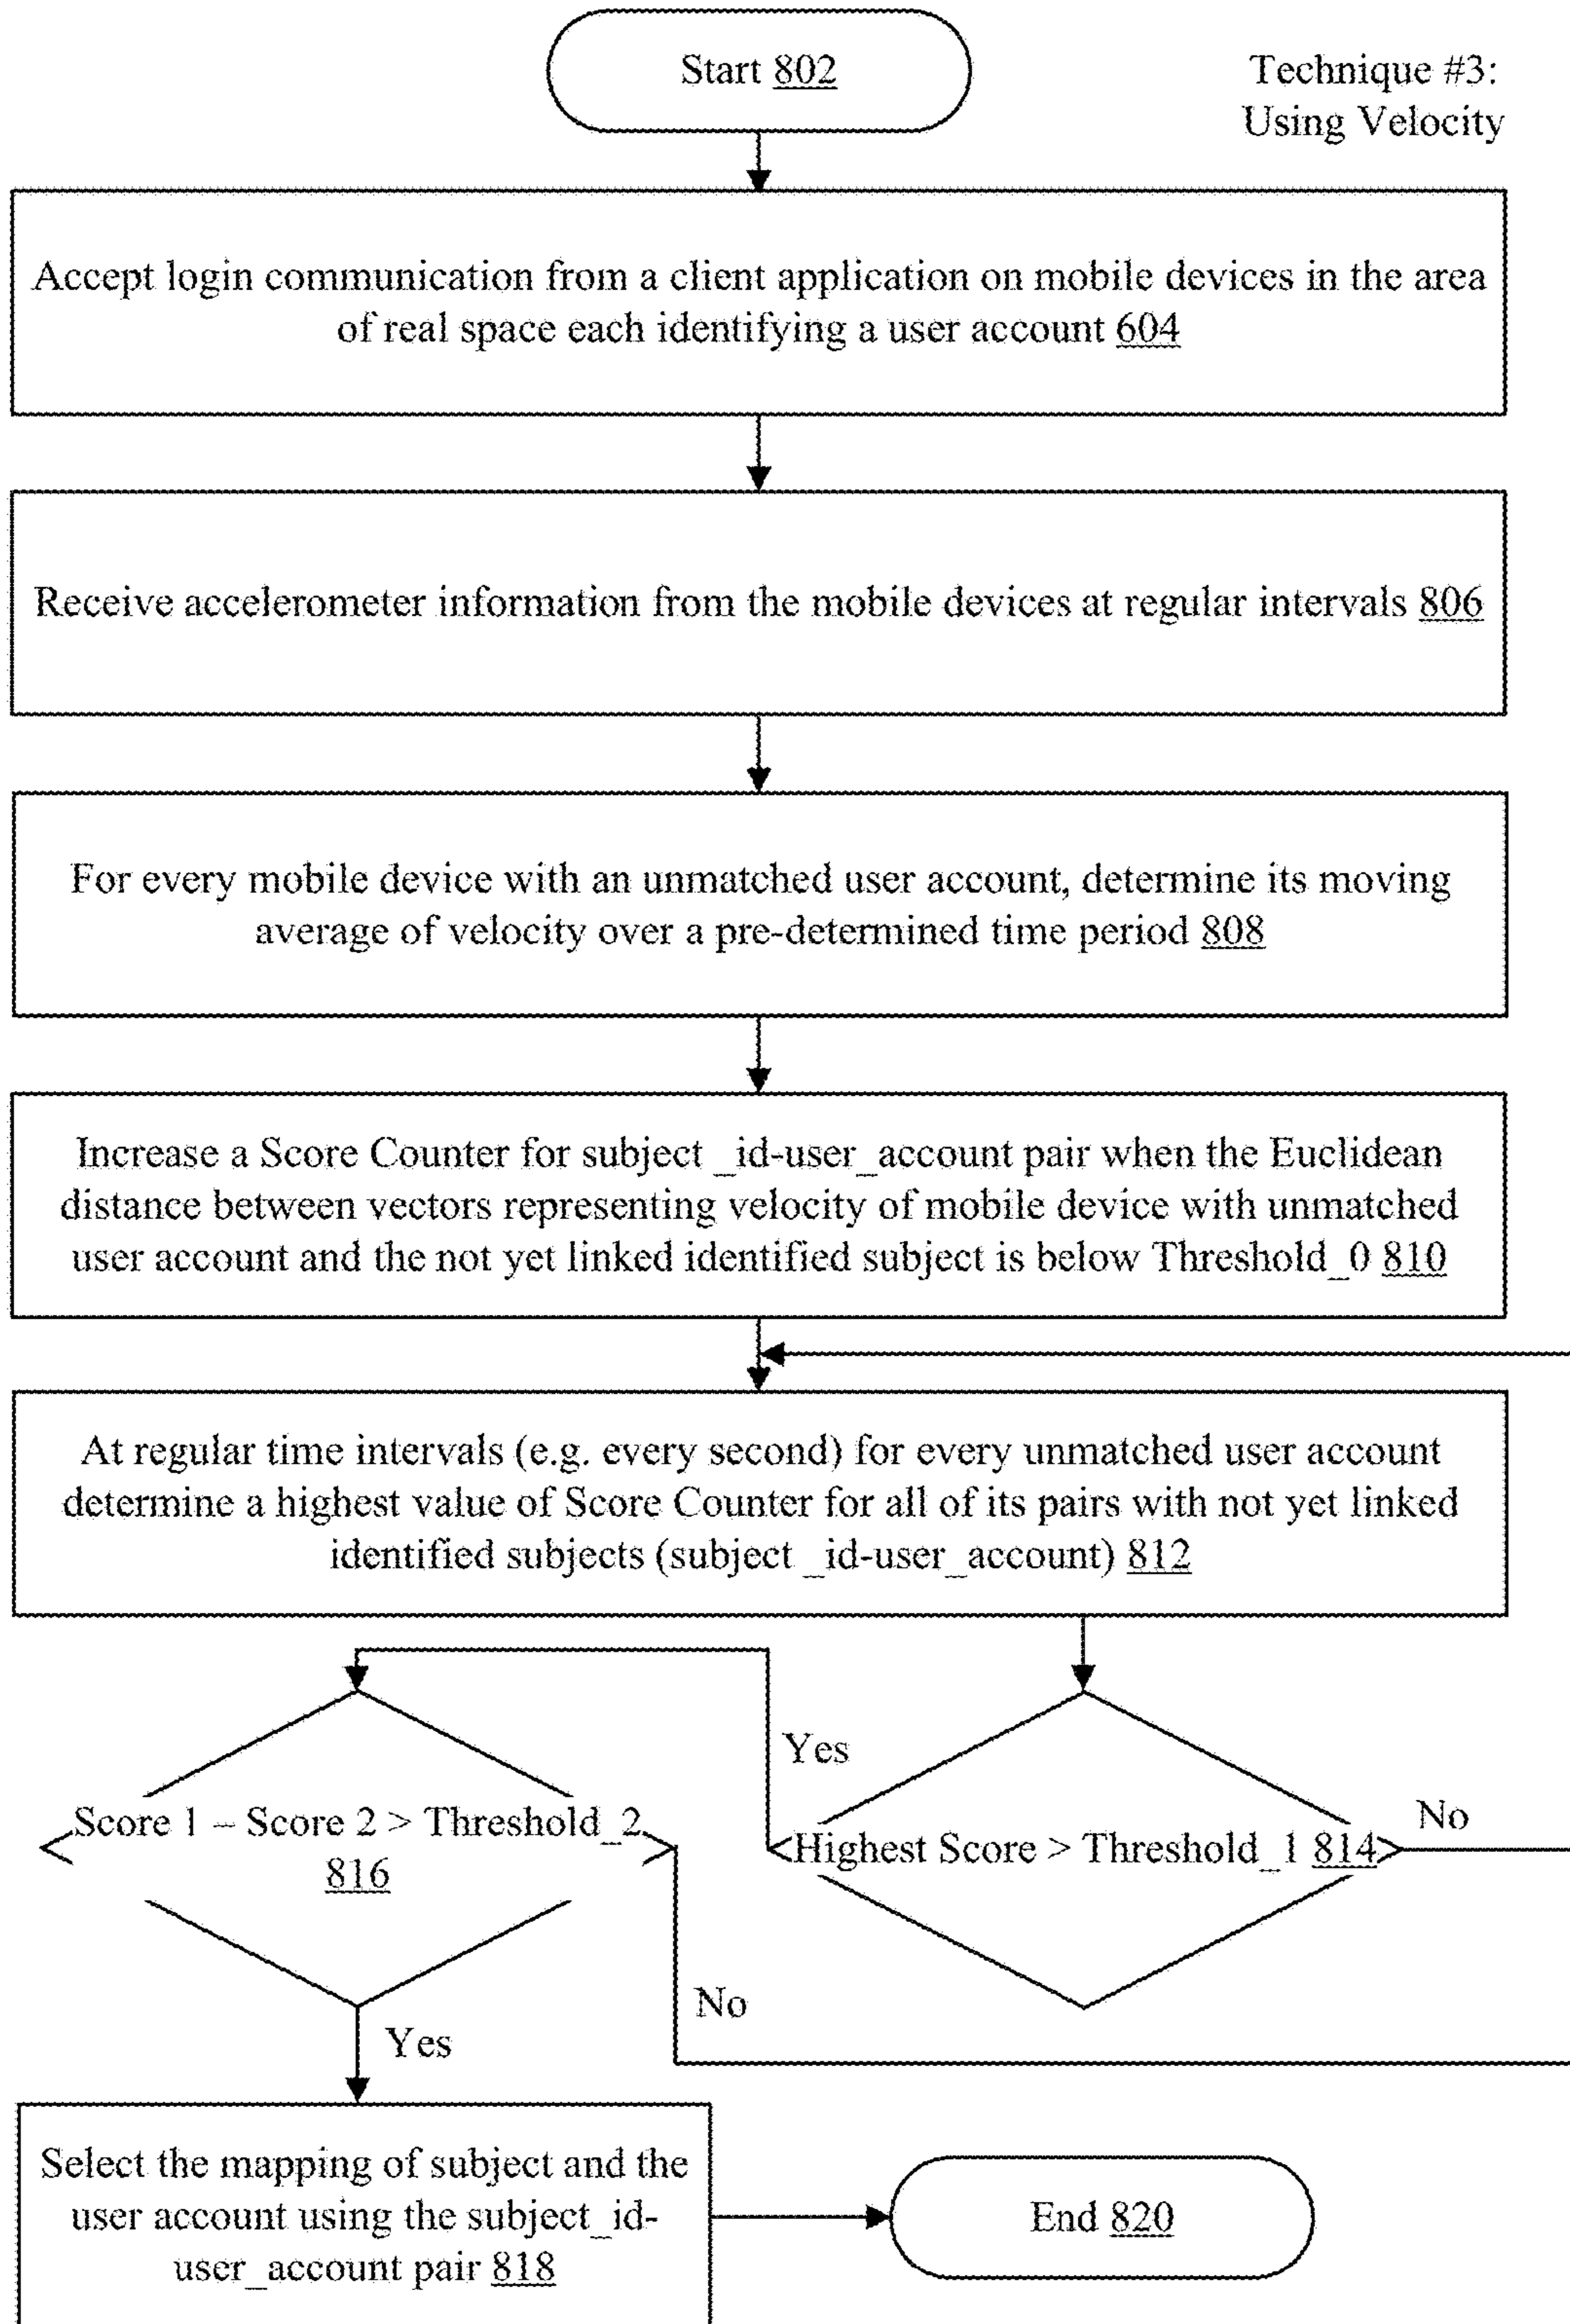 Start 802
Technique #3:
Using Velocity
Accept login communication from a client application on mobile devices in the area
of real space each identifying a user account 604
Receive accelerometer information from the mobile devices at regular intervals 806
For every mobile device with an unmatched user account, determine its moving
average of velocity over a pre-determined time period 808
Increase a Score Counter for subject _id-user_account pair when the Euclidean
distance between vectors representing velocity of mobile device with unmatched
user account and the not yet linked identified subject is below Threshold_0 810
At regular time intervals (e.g. every second) for every unmatched user account
determine a highest value of Score Counter for all of its pairs with not yet linked
identified subjects (subject _id-user_account) 812
Yes
No
Highest Score > Threshold_1 814
Score 1 – Score 2 > Threshold_2
816
No
Yes
Select the mapping of subject and the
user account using the subject_id-
user_account pair 818
End 820